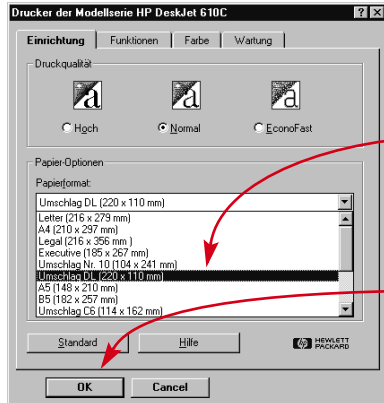 Drucker der Modellserie HP DeskJet 610C
Einrichtung Funktionen Farbe Wartung
Druckqualität
a a a
Hoch Normal EconoFast
Papier-Optionen
Papierformat:
Umschlag DL (220 x 110 mm)
Letter (216 x 279 mm)
A4 (210 x 297 mm)
Legal (216 x 356 mm )
Executive (185 x 267 mm)
Umschlag Nr. 10 (104 x 241 mm)
Umschlag DL (220 x 110 mm)
A5 (148 x 210 mm)
B5 (182 x 257 mm)
Umschlag C6 (114 x 162 mm)
Standard Hilfe hp HEWLETT
PACKARD
OK Cancel